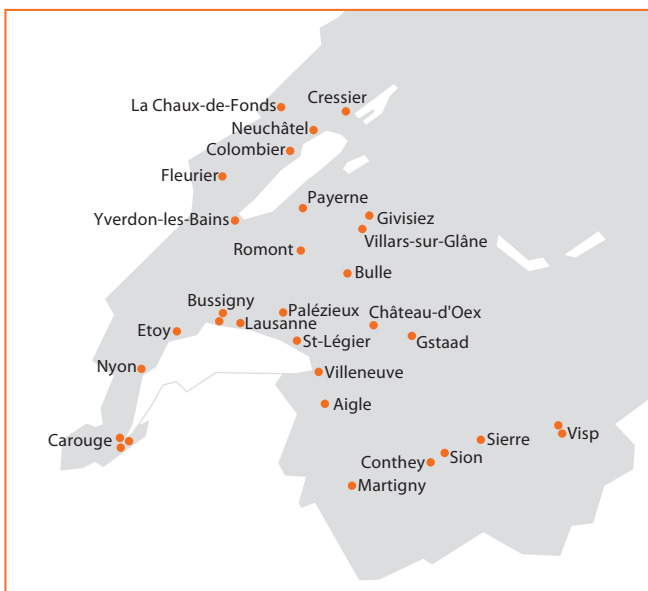 Cressier
La Chaux-de-Fonds
Neuchâtel
Colombier
Fleurier
Payerne
Yverdon-les-Bains
Givisiez
Villars-sur-Glâne
Romont
Bulle
Bussigny
Palézieux
Château-d'Oex
Lausanne
Etoy
St-Légier
Gstaad
Nyon
Villeneuve
Aigle
Carouge
Visp
Sierre
Sion
Conthey
Martigny